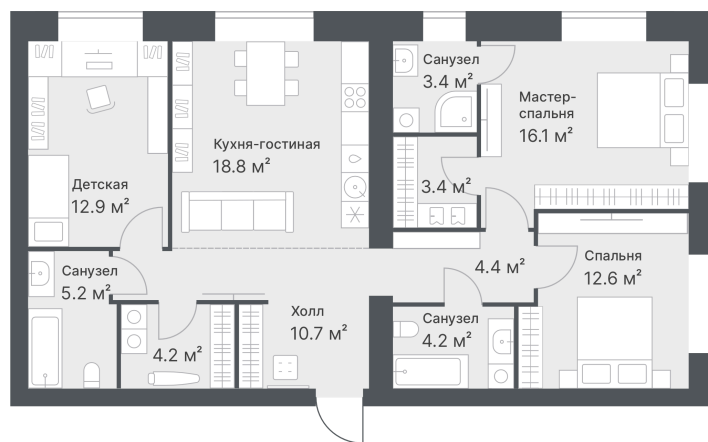 Санузел
3.4 м²
Мастер-
спальня
16.1 м²
Кухня-гостиная
18.8 м²
Детская
12.9 м²
3.4 м²
Санузел
5.2 м²
4.4 м²
Спальня
12.6 м²
Холл
10.7 м²
4.2 м²
Санузел
4.2 м²